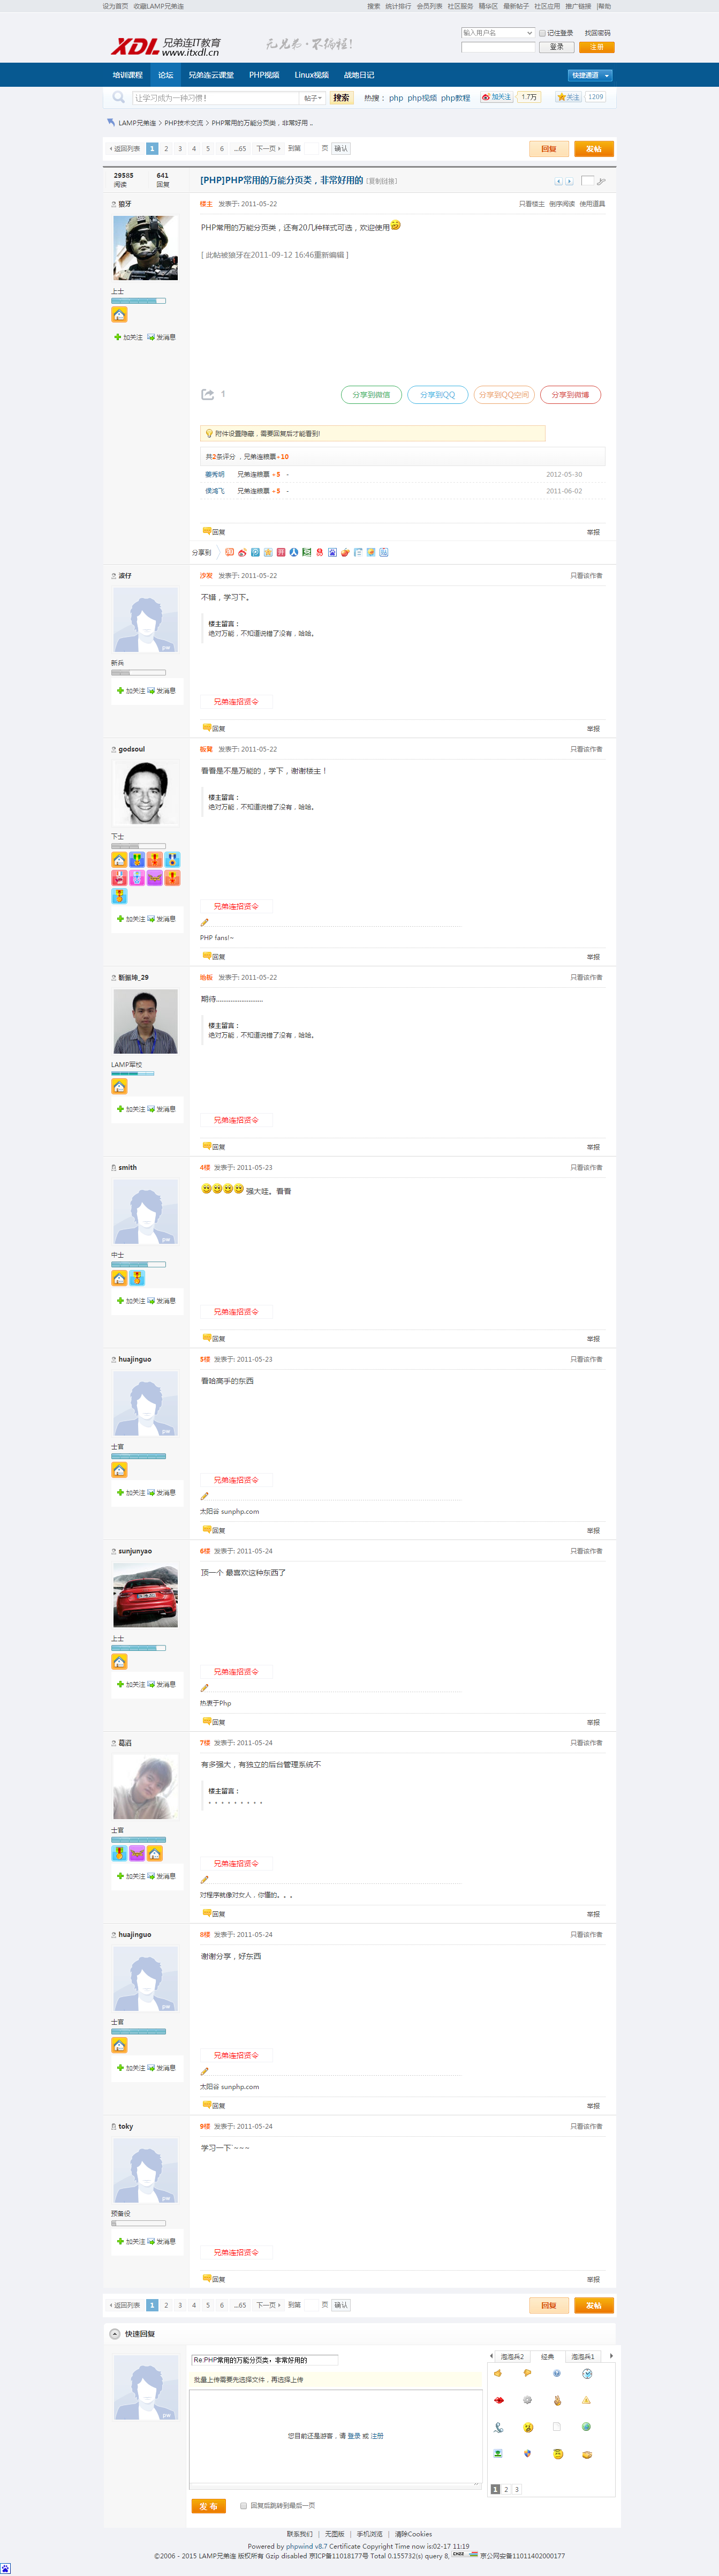 设为首页 收藏LAMP兄弟连
搜索 统计排行 会员列表 社区服务 精华区 最新帖子 社区应用 推广链接 |帮助
XDL 兄弟连IT教育 www.itxdl.cn
输入用户名 记住登录 找回密码
登录 注册
培训课程 论坛 兄弟连云课堂 PHP视频 Linux视频 战地日记 快捷通道
让学习成为一种习惯！ 帖子 搜索 热搜： php php视频 php教程 加关注 1.7万 关注 1209
LAMP兄弟连 > PHP技术交流 > PHP常用的万能分页类，非常好用 ..
返回列表 1 2 3 4 5 6 ...65 下一页 到第 页 确认 回复 发帖
29585 阅读 641 回复
[PHP]PHP常用的万能分页类，非常好用的 [复制链接]
狼牙
楼主 发表于: 2011-05-22 只看楼主 倒序阅读 使用道具
PHP常用的万能分页类，还有20几种样式可选，欢迎使用
[ 此帖被狼牙在2011-09-12 16:46重新编辑 ]
上士
加关注 发消息
1 分享到微信 分享到QQ 分享到QQ空间 分享到微博
附件设置隐藏，需要回复后才能看到!
共2条评分 ，兄弟连粮票+10
姜秀明 兄弟连粮票 +5 - 2012-05-30
侯鸿飞 兄弟连粮票 +5 - 2011-06-02
回复 举报
分享到
波仔
沙发 发表于: 2011-05-22 只看该作者
不错，学习下。
楼主留言：
绝对万能，不知道说错了没有，哈哈。
新兵
加关注 发消息
兄弟连招贤令
回复 举报
godsoul
板凳 发表于: 2011-05-22 只看该作者
看看是不是万能的，学下，谢谢楼主！
楼主留言：
绝对万能，不知道说错了没有，哈哈。
下士
加关注 发消息
兄弟连招贤令
PHP fans!~
回复 举报
靳振坤_29
地板 发表于: 2011-05-22 只看该作者
期待..........................
楼主留言：
绝对万能，不知道说错了没有，哈哈。
LAMP军校
加关注 发消息
兄弟连招贤令
回复 举报
smith
4楼 发表于: 2011-05-23 只看该作者
强大哇。看看
中士
加关注 发消息
兄弟连招贤令
回复 举报
huajinguo
5楼 发表于: 2011-05-23 只看该作者
看哈高手的东西
士官
加关注 发消息
兄弟连招贤令
太阳谷 sunphp.com
回复 举报
sunjunyao
6楼 发表于: 2011-05-24 只看该作者
顶一个 最喜欢这种东西了
上士
加关注 发消息
兄弟连招贤令
热衷于Php
回复 举报
葛滔
7楼 发表于: 2011-05-24 只看该作者
有多强大，有独立的后台管理系统不
楼主留言：
。。。。。。。。。
士官
加关注 发消息
兄弟连招贤令
对程序就像对女人，你懂的。。。
回复 举报
huajinguo
8楼 发表于: 2011-05-24 只看该作者
谢谢分享，好东西
士官
加关注 发消息
兄弟连招贤令
太阳谷 sunphp.com
回复 举报
toky
9楼 发表于: 2011-05-24 只看该作者
学习一下 ~~~
预备役
加关注 发消息
兄弟连招贤令
回复 举报
返回列表 1 2 3 4 5 6 ...65 下一页 到第 页 确认 回复 发帖
快速回复
Re:PHP常用的万能分页类，非常好用的
批量上传需要先选择文件，再选择上传
您目前还是游客，请 登录 或 注册
泡泡兵2 经典 泡泡兵1
1 2 3
发 布 回复后跳转到最后一页
联系我们 | 无图版 | 手机浏览 | 清除Cookies
Powered by phpwind v8.7 Certificate Copyright Time now is:02-17 11:19
©2006 - 2015 LAMP兄弟连 版权所有 Gzip disabled 京ICP备11018177号 Total 0.155732(s) query 8, 京公网安备11011402000177